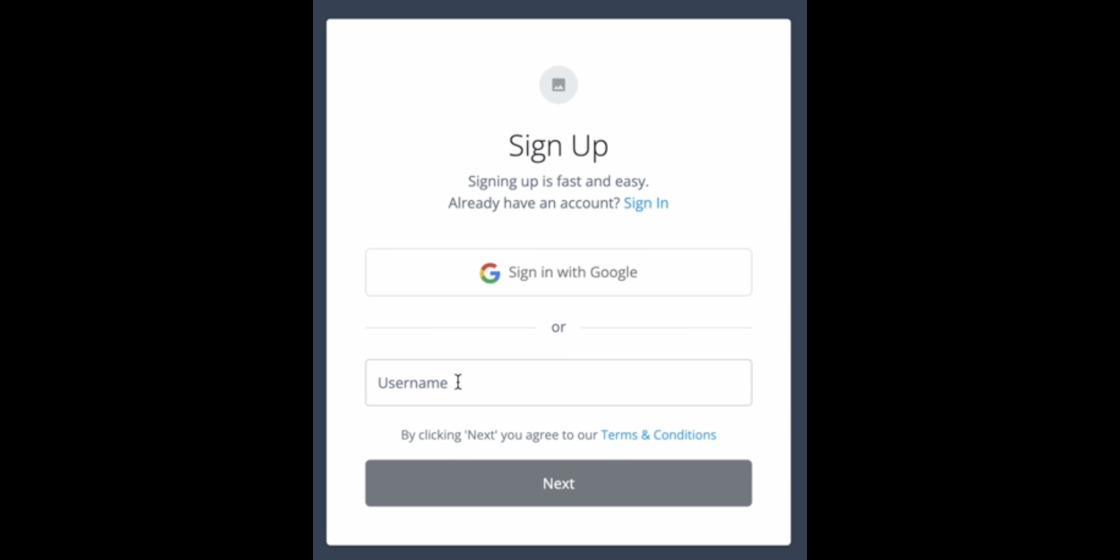 Sign Up
Signing up is fast and easy.
Already have an account? Sign In
Sign in with Google
or
Username
By clicking 'Next' you agree to our Terms & Conditions
Next